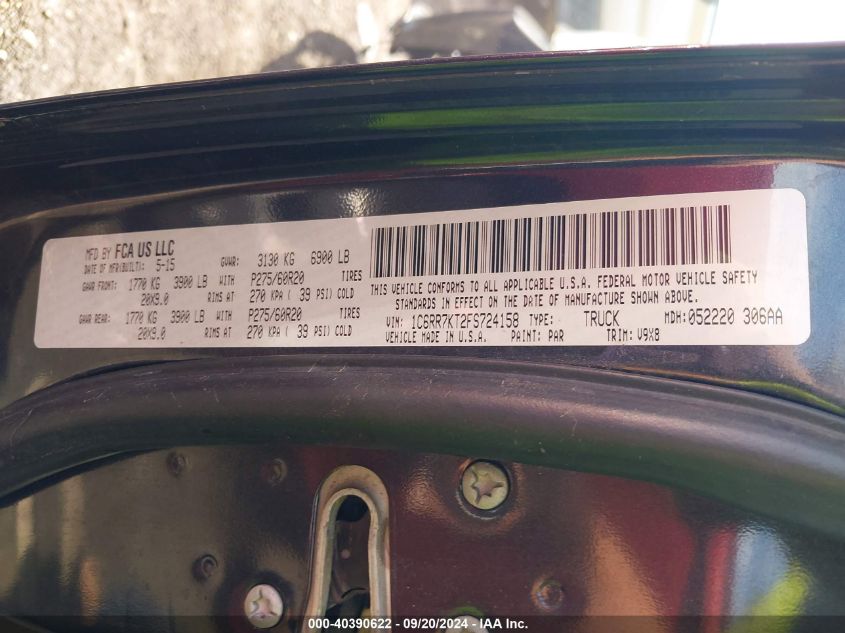 MFD BY FCA US LLC
DATE OF MFR(BUILT): 5-15 GVWR: 3130 KG 6900 LB
GAWR FRONT: 1770 KG 3900 LB WITH P275/60R20 TIRES
20X9.0 RIMS AT 270 KPA ( 39 PSI) COLD
GAWR REAR: 1770 KG 3900 LB WITH P275/60R20 TIRES
20X9.0 RIMS AT 270 KPA ( 39 PSI) COLD
THIS VEHICLE CONFORMS TO ALL APPLICABLE U.S.A. FEDERAL MOTOR VEHICLE SAFETY
STANDARDS IN EFFECT ON THE DATE OF MANUFACTURE SHOWN ABOVE.
VIN: 1C6RR7KT2FS724158 TYPE: TRUCK MDH: 052220 306AA
VEHICLE MADE IN U.S.A. PAINT: PAR TRIM: V9X8
000-40390622 - 09/20/2024 - IAA Inc.